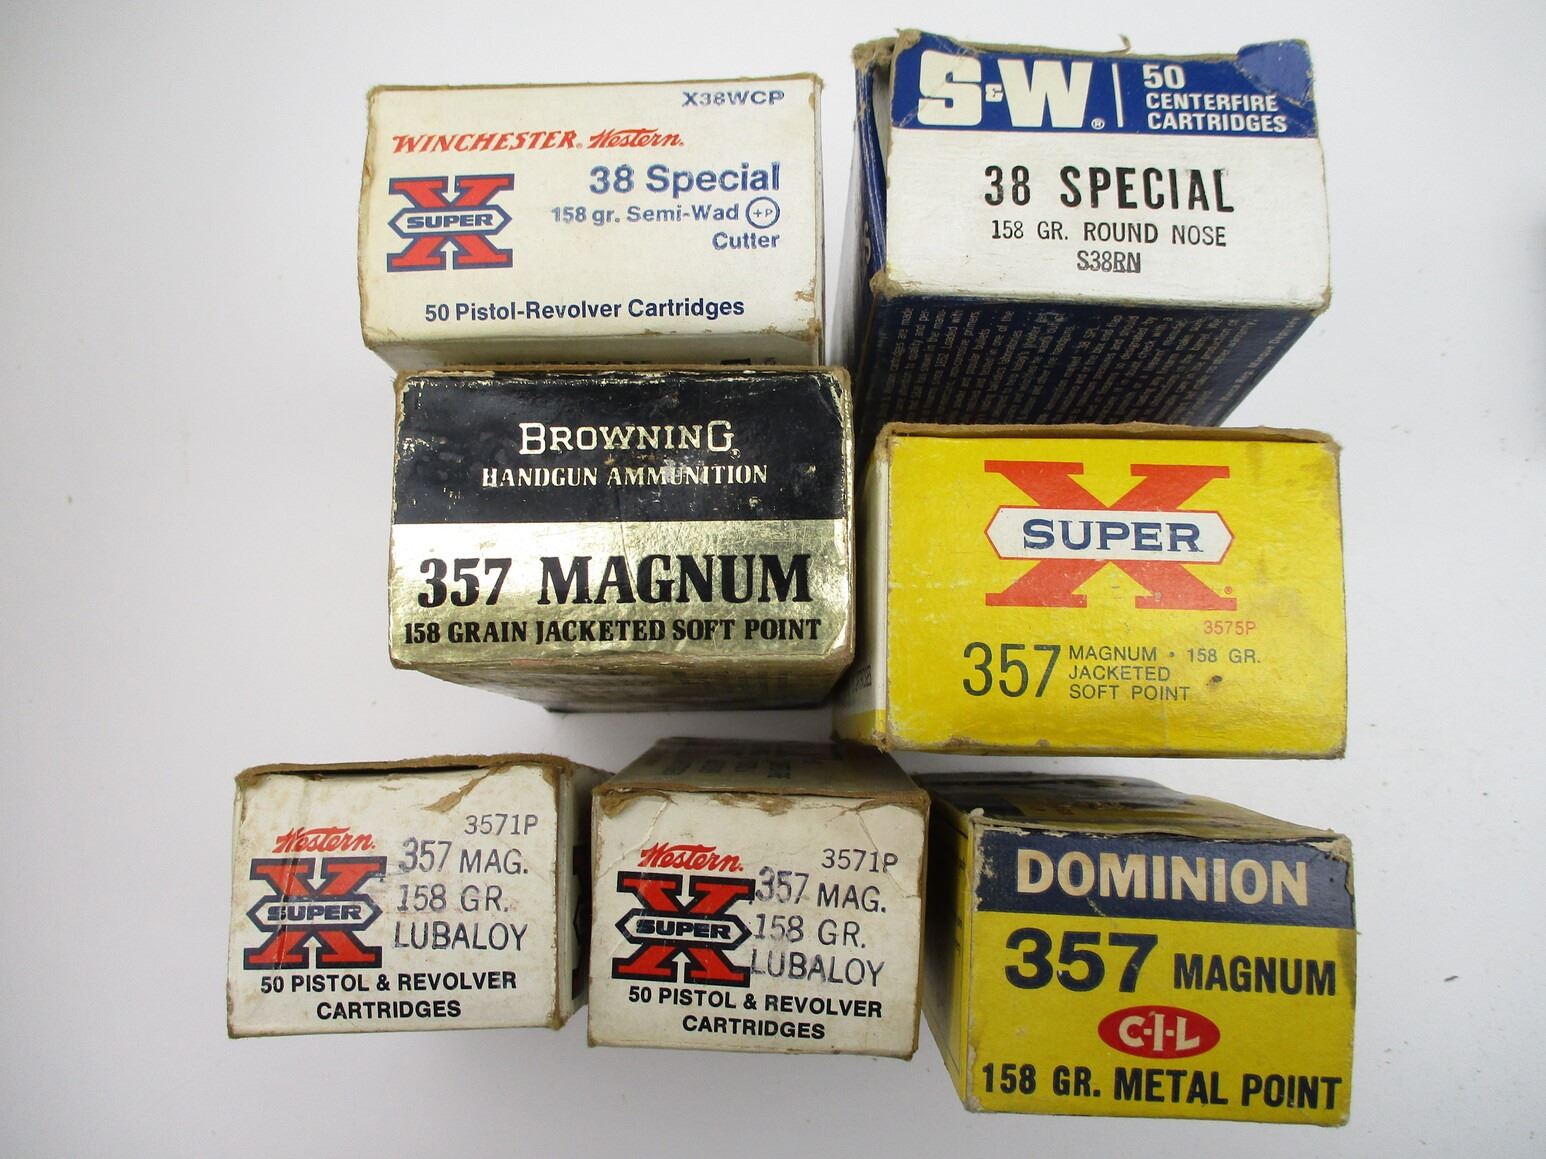 X38WCP
WINCHESTER® Western®
38 Special
SUPER X
158 gr. Semi-Wad +P
Cutter
50 Pistol-Revolver Cartridges
S&W® 50
CENTERFIRE
CARTRIDGES
38 SPECIAL
158 GR. ROUND NOSE
S38RN
BROWNING®
HANDGUN AMMUNITION
357 MAGNUM
158 GRAIN JACKETED SOFT POINT
SUPER X®
3575P
357 MAGNUM • 158 GR.
JACKETED
SOFT POINT
Western®
3571P
357 MAG.
SUPER X
158 GR.
LUBALOY
50 PISTOL & REVOLVER
CARTRIDGES
Western®
3571P
357 MAG.
SUPER X
158 GR.
LUBALOY
50 PISTOL & REVOLVER
CARTRIDGES
DOMINION
357 MAGNUM
C-I-L
158 GR. METAL POINT